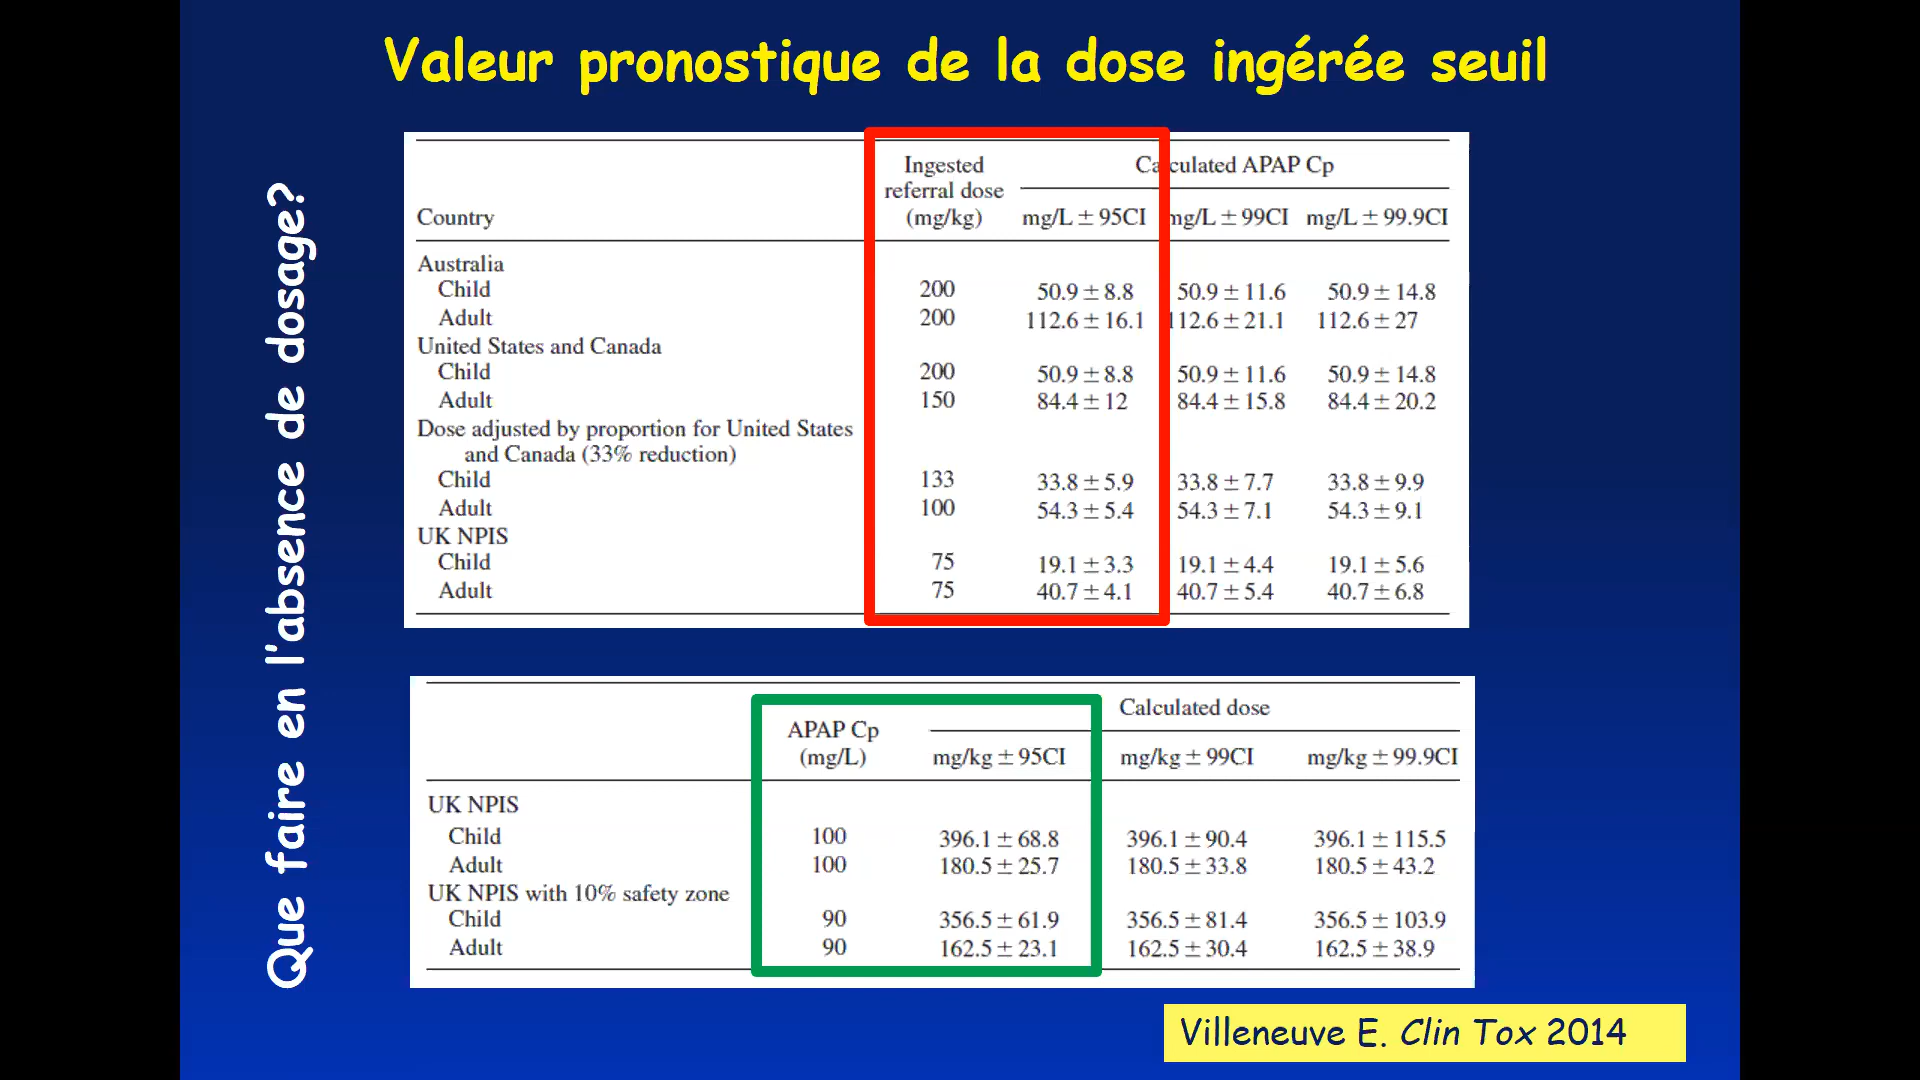 Valeur pronostique de la dose ingérée seuil
Que faire en l'absence de dosage?
Ingested referral dose (mg/kg) Calculated APAP Cp
Country mg/L ± 95CI mg/L ± 99CI mg/L ± 99.9CI
Australia
Child 200 50.9 ± 8.8 50.9 ± 11.6 50.9 ± 14.8
Adult 200 112.6 ± 16.1 112.6 ± 21.1 112.6 ± 27
United States and Canada
Child 200 50.9 ± 8.8 50.9 ± 11.6 50.9 ± 14.8
Adult 150 84.4 ± 12 84.4 ± 15.8 84.4 ± 20.2
Dose adjusted by proportion for United States
and Canada (33% reduction)
Child 133 33.8 ± 5.9 33.8 ± 7.7 33.8 ± 9.9
Adult 100 54.3 ± 5.4 54.3 ± 7.1 54.3 ± 9.1
UK NPIS
Child 75 19.1 ± 3.3 19.1 ± 4.4 19.1 ± 5.6
Adult 75 40.7 ± 4.1 40.7 ± 5.4 40.7 ± 6.8
Calculated dose
APAP Cp
(mg/L) mg/kg ± 95CI mg/kg ± 99CI mg/kg ± 99.9CI
UK NPIS
Child 100 396.1 ± 68.8 396.1 ± 90.4 396.1 ± 115.5
Adult 100 180.5 ± 25.7 180.5 ± 33.8 180.5 ± 43.2
UK NPIS with 10% safety zone
Child 90 356.5 ± 61.9 356.5 ± 81.4 356.5 ± 103.9
Adult 90 162.5 ± 23.1 162.5 ± 30.4 162.5 ± 38.9
Villeneuve E. Clin Tox 2014